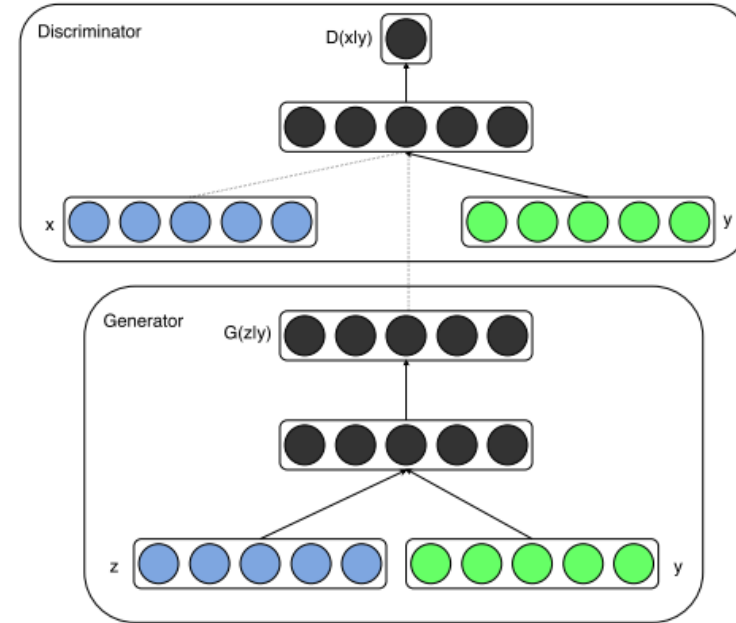 Discriminator
D(x|y)
x
y
Generator
G(z|y)
z
y